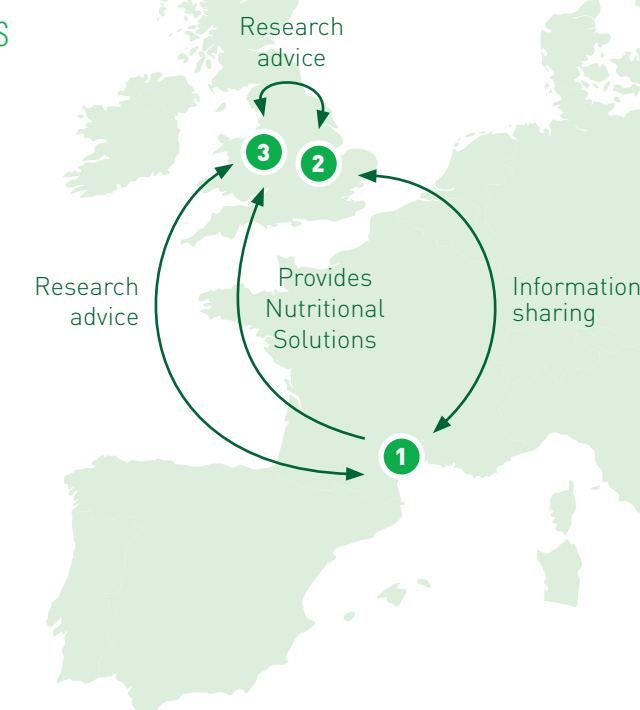 S
Research
advice
3
2
Research
advice
Provides
Nutritional
Solutions
Information
sharing
1